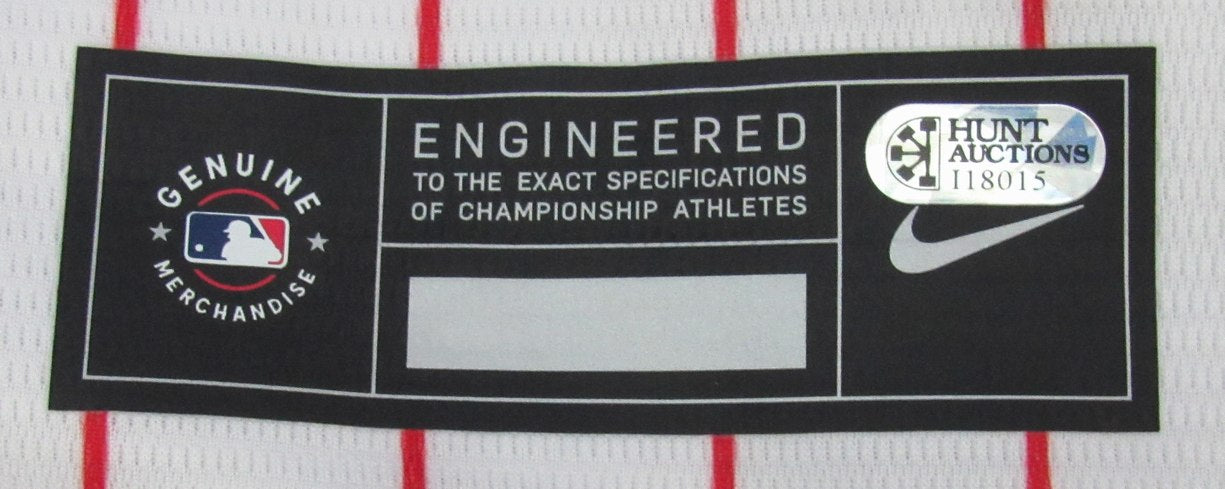 GENUINE
MERCHANDISE
ENGINEERED
TO THE EXACT SPECIFICATIONS
OF CHAMPIONSHIP ATHLETES
HUNT
AUCTIONS
I18015